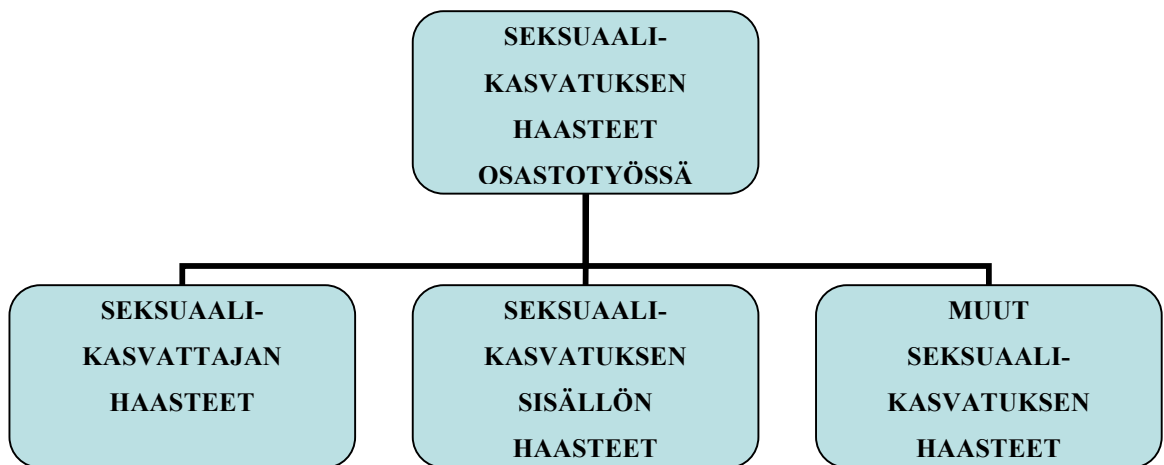 SEKSUAALI-
KASVATUKSEN
HAASTEET
OSASTOTYÖSSÄ
SEKSUAALI-
KASVATTAJAN
HAASTEET
SEKSUAALI-
KASVATUKSEN
SISÄLLÖN
HAASTEET
MUUT
SEKSUAALI-
KASVATUKSEN
HAASTEET